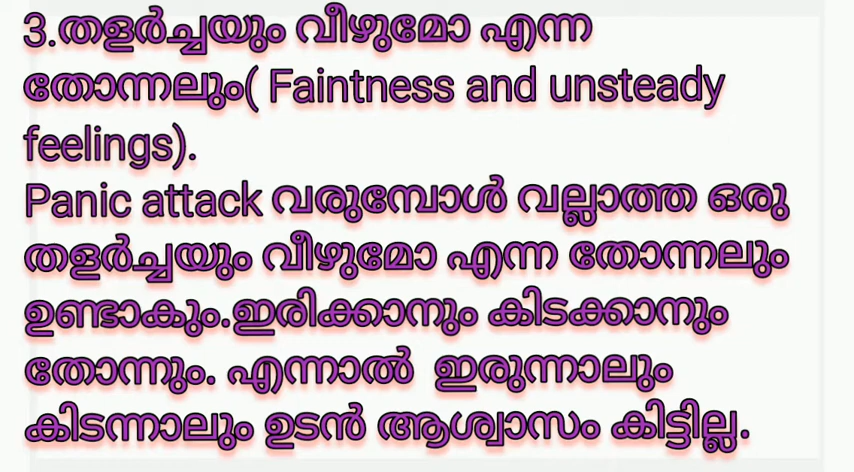 3.തളർച്ചയും വീഴുമോ എന്ന
തോന്നലും( Faintness and unsteady
feelings).
Panic attack വരുമ്പോൾ വല്ലാത്ത ഒരു
തളർച്ചയും വീഴുമോ എന്ന തോന്നലും
ഉണ്ടാകും.ഇരിക്കാനും കിടക്കാനും
തോന്നും. എന്നാൽ ഇരുന്നാലും
കിടന്നാലും ഉടൻ ആശ്വാസം കിട്ടില്ല.